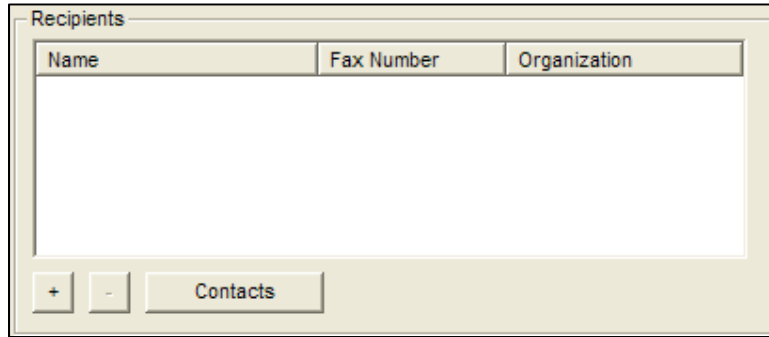 Recipients
Name Fax Number Organization
+ - Contacts